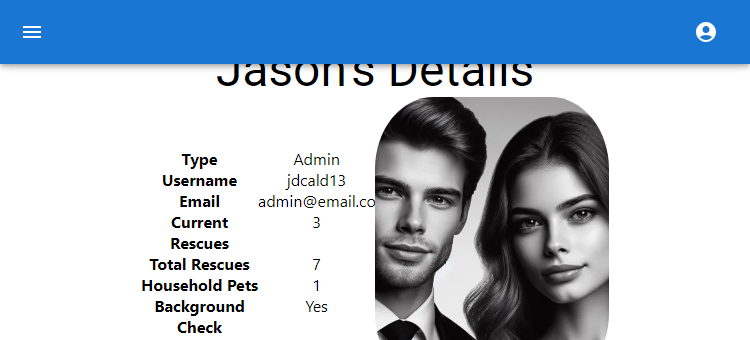 Jason's Details
Type Admin
Username jdcald13
Email admin@email.co
Current 3
Rescues
Total Rescues 7
Household Pets 1
Background Yes
Check